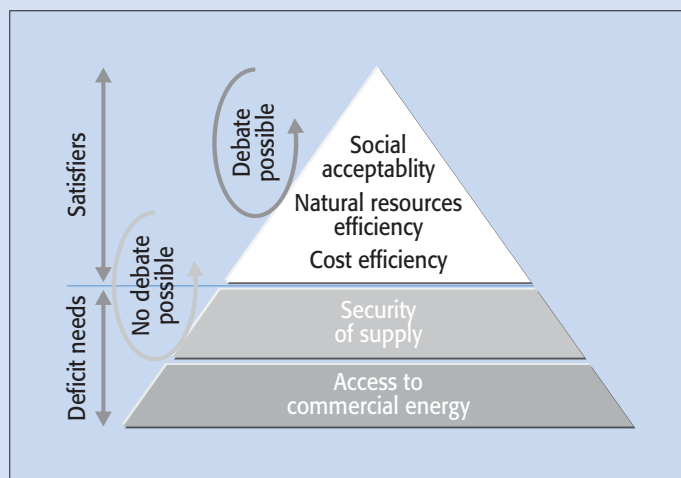 Satisfiers
Debate
possible
Social
acceptablity
Natural resources
efficiency
Cost efficiency
No debate
possible
Deficit needs
Security
of supply
Access to
commercial energy